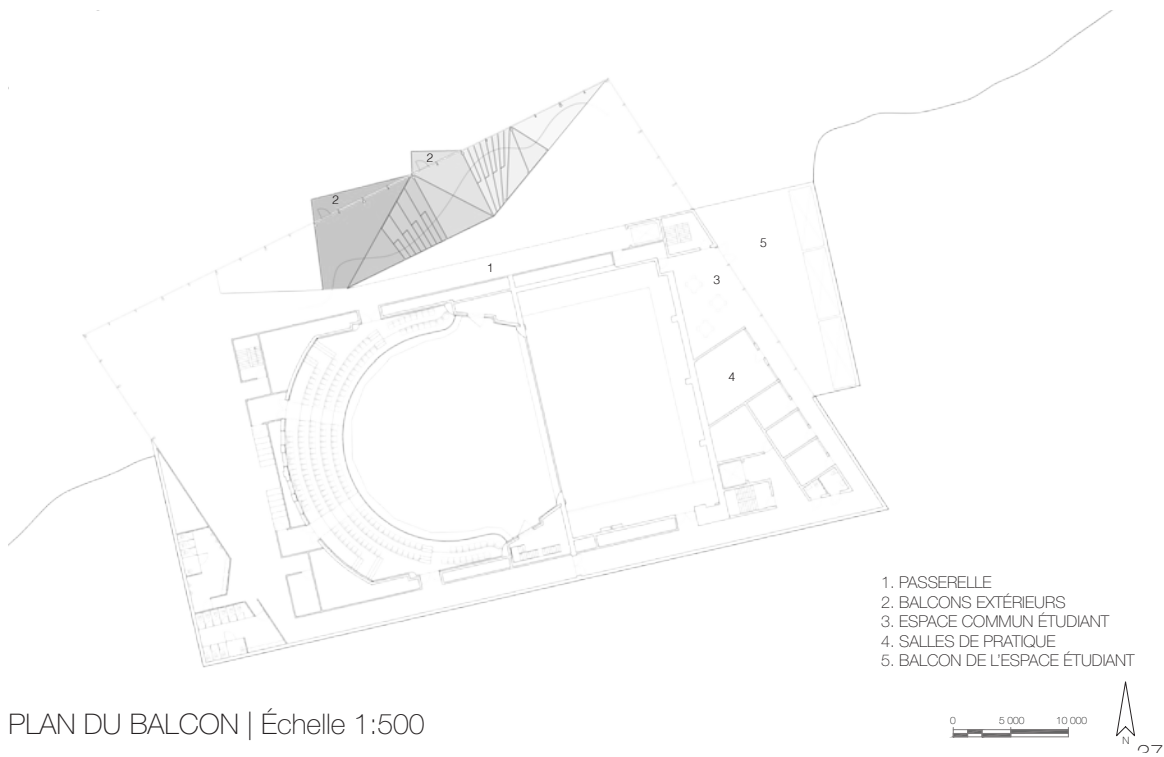 2
2
5
1
3
4
1. PASSERELLE
2. BALCONS EXTÉRIEURS
3. ESPACE COMMUN ÉTUDIANT
4. SALLES DE PRATIQUE
5. BALCON DE L'ESPACE ÉTUDIANT
PLAN DU BALCON | Échelle 1:500
0 5 000 10 000
N
37